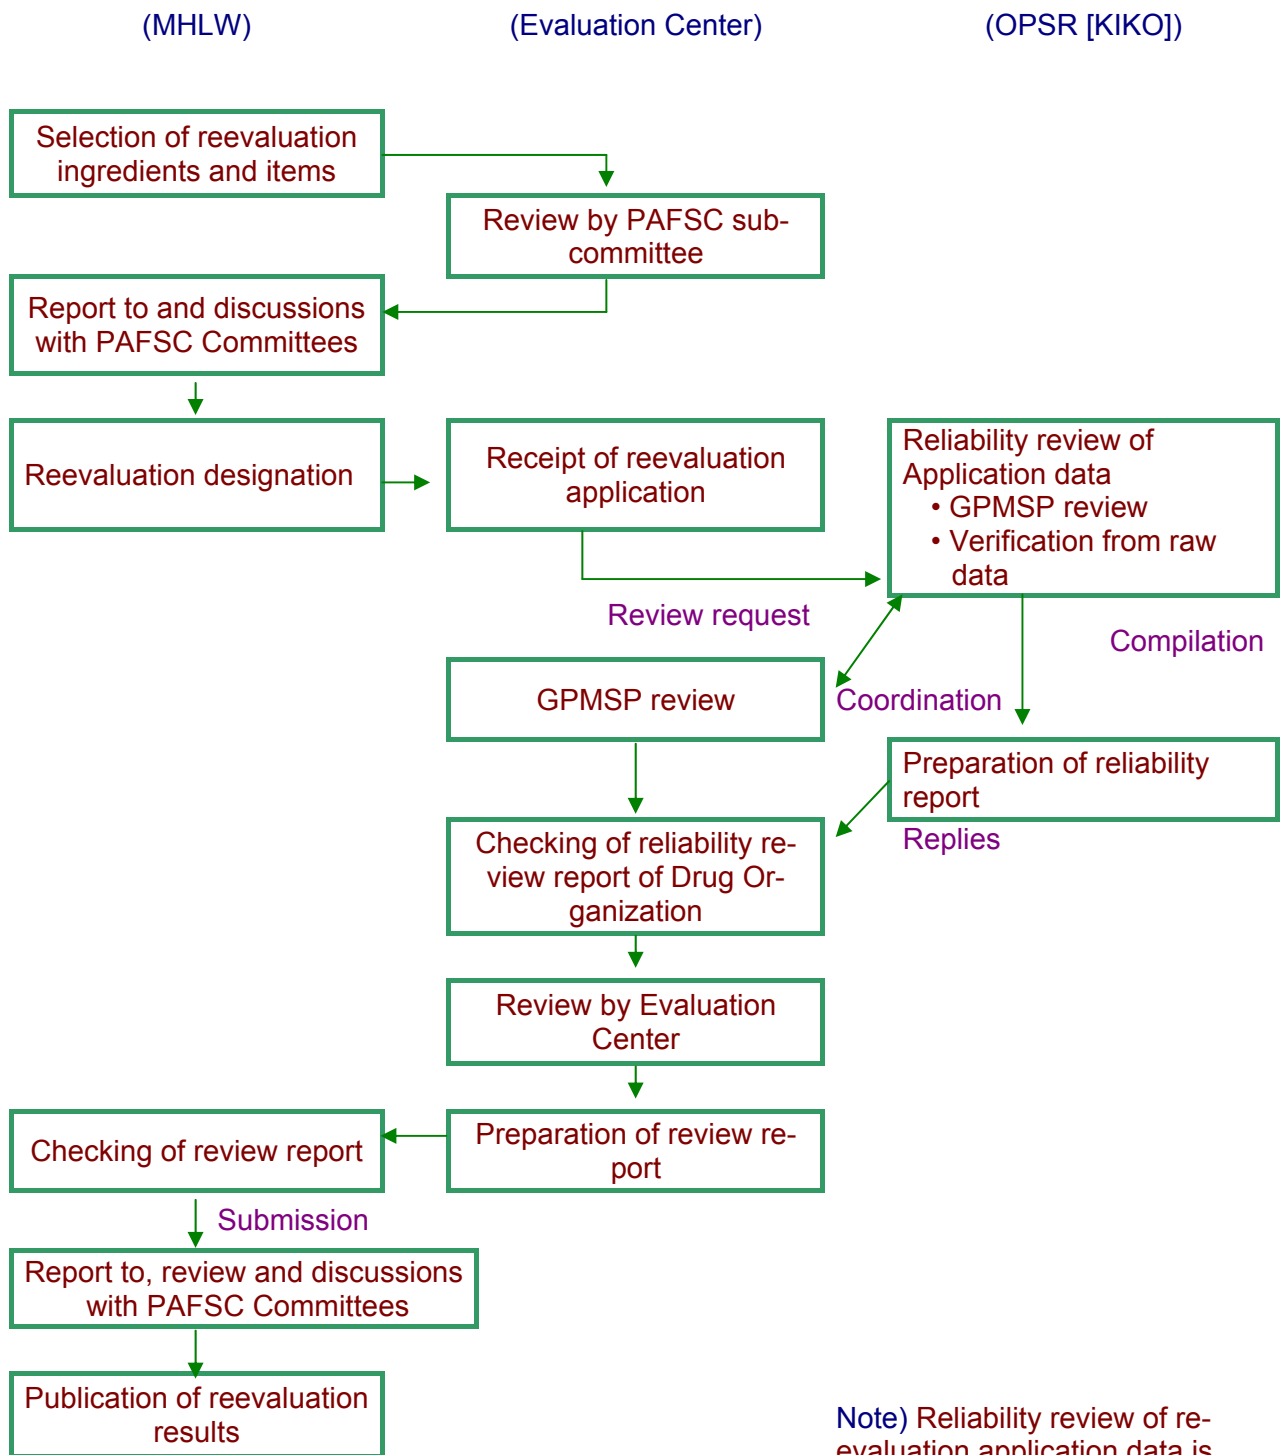 (MHLW)
(Evaluation Center)
(OPSR [KIKO])
Selection of reevaluation
ingredients and items
Review by PAFSC sub-
committee
Report to and discussions
with PAFSC Committees
Reevaluation designation
Receipt of reevaluation
application
Reliability review of
Application data
• GPMSP review
• Verification from raw
data
Review request
Compilation
GPMSP review
Coordination
Preparation of reliability
report
Replies
Checking of reliability re-
view report of Drug Or-
ganization
Review by Evaluation
Center
Preparation of review re-
port
Checking of review report
Submission
Report to, review and discussions
with PAFSC Committees
Publication of reevaluation
results
Note) Reliability review of re-
evaluation application data is